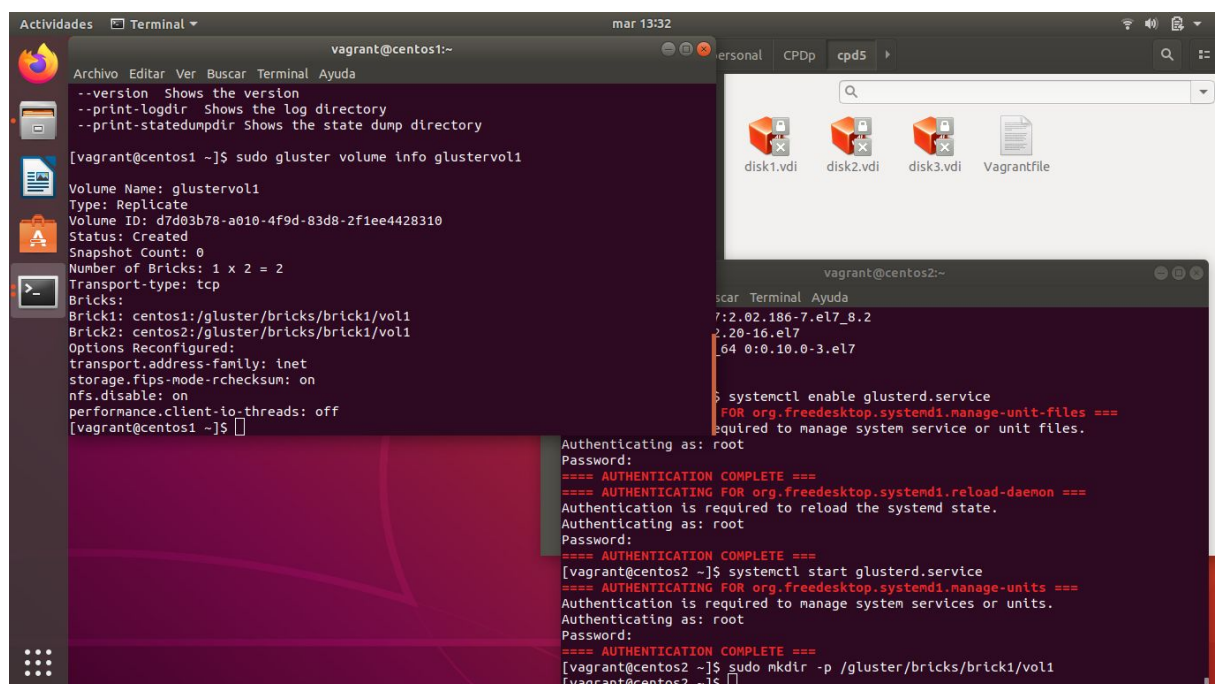 Actividades Terminal mar 13:32
vagrant@centos1:~
Archivo Editar Ver Buscar Terminal Ayuda
--version Shows the version
--print-logdir Shows the log directory
--print-statedumpdir Shows the state dump directory
[vagrant@centos1 ~]$ sudo gluster volume info glustervol1
Volume Name: glustervol1
Type: Replicate
Volume ID: d7d03b78-a010-4f9d-83d8-2f1ee4428310
Status: Created
Snapshot Count: 0
Number of Bricks: 1 x 2 = 2
Transport-type: tcp
Bricks:
Brick1: centos1:/gluster/bricks/brick1/vol1
Brick2: centos2:/gluster/bricks/brick1/vol1
Options Reconfigured:
transport.address-family: inet
storage.fips-mode-rchecksum: on
nfs.disable: on
performance.client-io-threads: off
[vagrant@centos1 ~]$
ersonal CPDp cpd5
disk1.vdi disk2.vdi disk3.vdi Vagrantfile
vagrant@centos2:~
scar Terminal Ayuda
7:2.02.186-7.el7_8.2
2.20-16.el7
_64 0:0.10.0-3.el7
$ systemctl enable glusterd.service
FOR org.freedesktop.systemd1.manage-unit-files ===
equired to manage system service or unit files.
Authenticating as: root
Password:
==== AUTHENTICATION COMPLETE ===
==== AUTHENTICATING FOR org.freedesktop.systemd1.reload-daemon ===
Authentication is required to reload the systemd state.
Authenticating as: root
Password:
==== AUTHENTICATION COMPLETE ===
[vagrant@centos2 ~]$ systemctl start glusterd.service
==== AUTHENTICATING FOR org.freedesktop.systemd1.manage-units ===
Authentication is required to manage system services or units.
Authenticating as: root
Password:
==== AUTHENTICATION COMPLETE ===
[vagrant@centos2 ~]$ sudo mkdir -p /gluster/bricks/brick1/vol1
[vagrant@centos2 ~]$